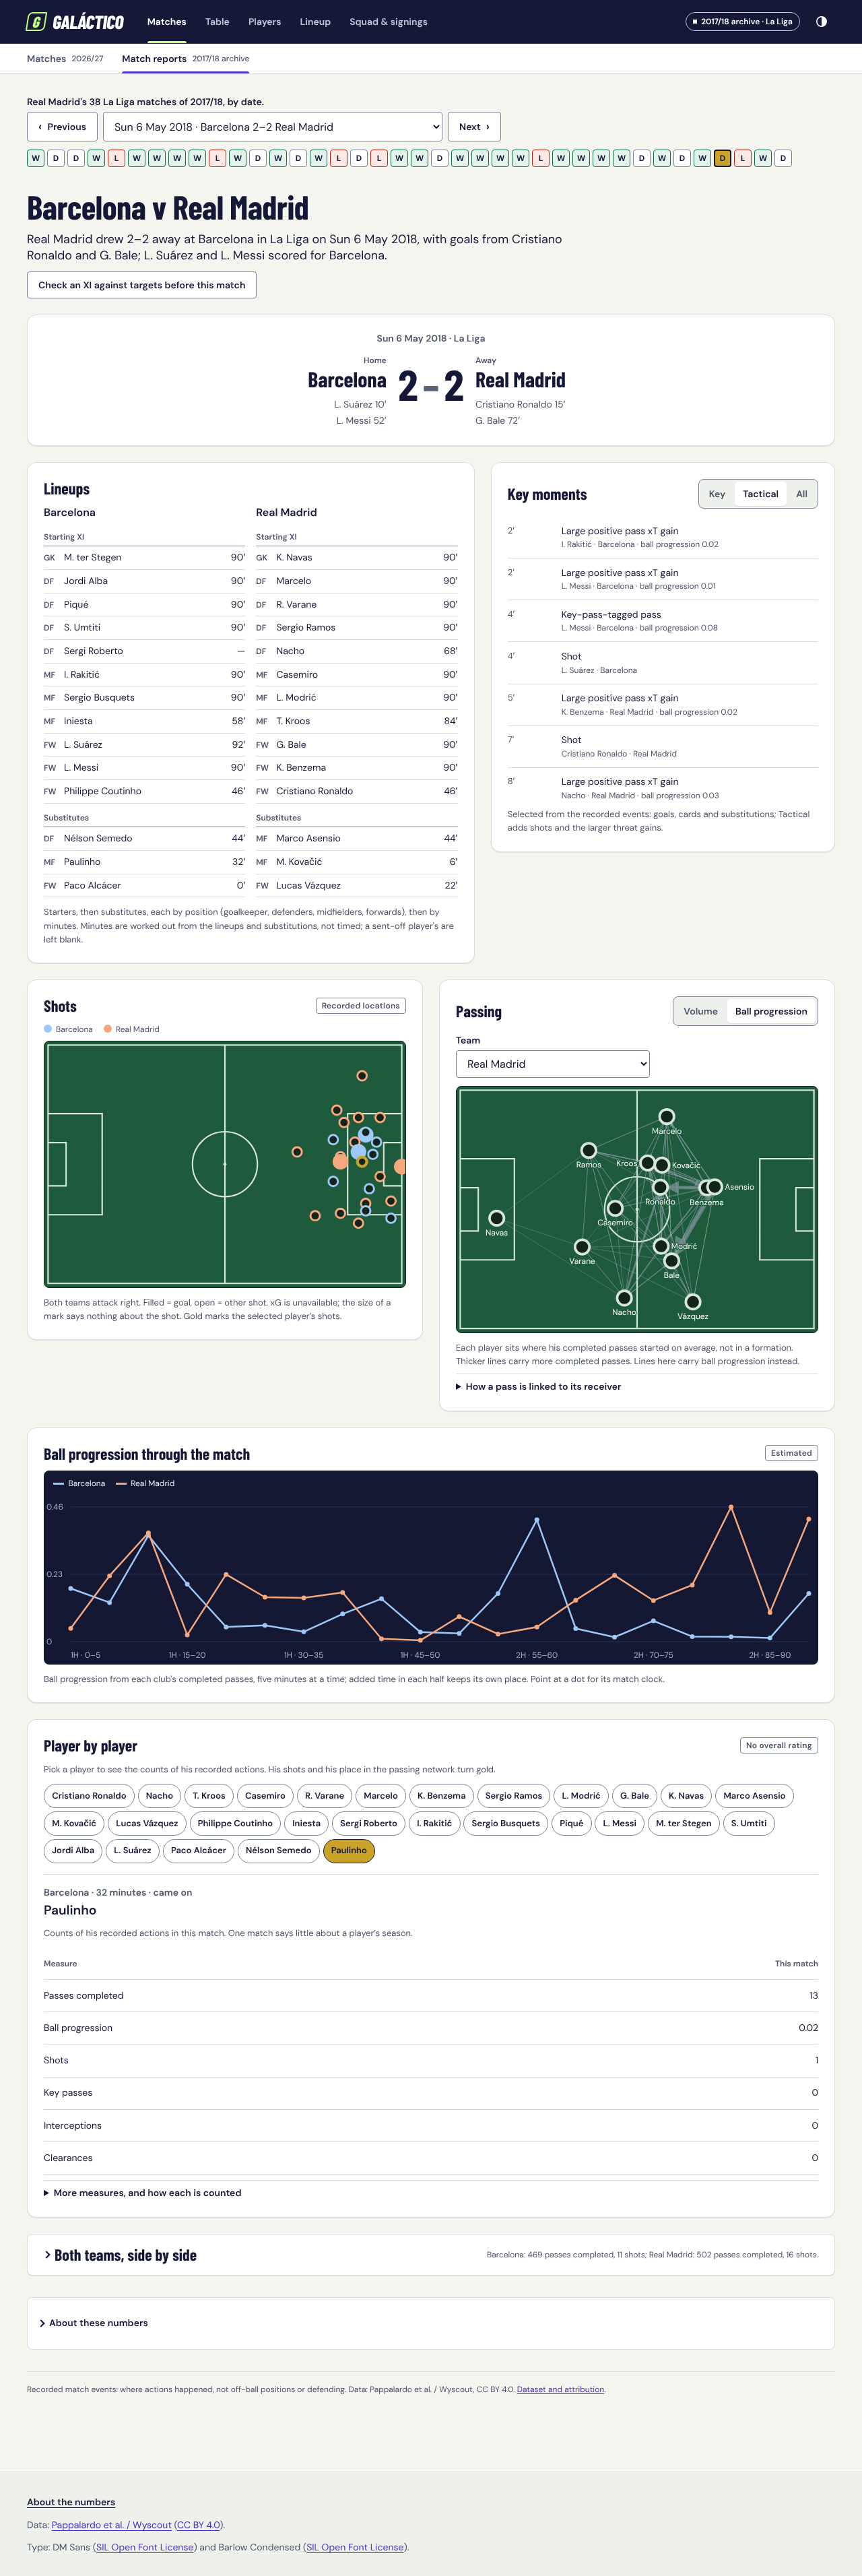 GALÁCTICO
Matches Table Players Lineup Squad & signings
2017/18 archive · La Liga
Matches 2026/27 Match reports 2017/18 archive
Real Madrid's 38 La Liga matches of 2017/18, by date.
‹ Previous Sun 6 May 2018 · Barcelona 2–2 Real Madrid Next ›
W D D W L W W W W L W D W D W L D L W W D W W W W L W W W W D W D W D L W D
Barcelona v Real Madrid
Real Madrid drew 2–2 away at Barcelona in La Liga on Sun 6 May 2018, with goals from Cristiano
Ronaldo and G. Bale; L. Suárez and L. Messi scored for Barcelona.
Check an XI against targets before this match
Sun 6 May 2018 · La Liga
Home Away
Barcelona 2 – 2 Real Madrid
L. Suárez 10' Cristiano Ronaldo 15'
L. Messi 52' G. Bale 72'
Lineups
Barcelona Real Madrid
Starting XI Starting XI
GK M. ter Stegen 90' GK K. Navas 90'
DF Jordi Alba 90' DF Marcelo 90'
DF Piqué 90' DF R. Varane 90'
DF S. Umtiti 90' DF Sergio Ramos 90'
DF Sergi Roberto — DF Nacho 68'
MF I. Rakitić 90' MF Casemiro 90'
MF Sergio Busquets 90' MF L. Modrić 90'
MF Iniesta 58' MF T. Kroos 84'
FW L. Suárez 92' FW G. Bale 90'
FW L. Messi 90' FW K. Benzema 90'
FW Philippe Coutinho 46' FW Cristiano Ronaldo 46'
Substitutes Substitutes
DF Nélson Semedo 44' MF Marco Asensio 44'
MF Paulinho 32' MF M. Kovačić 6'
FW Paco Alcácer 0' FW Lucas Vázquez 22'
Starters, then substitutes, each by position (goalkeeper, defenders, midfielders, forwards), then by
minutes. Minutes are worked out from the lineups and substitutions, not timed; a sent-off player's are
left blank.
Key moments
Key Tactical All
2' Large positive pass xT gain
I. Rakitić · Barcelona · ball progression 0.02
2' Large positive pass xT gain
L. Messi · Barcelona · ball progression 0.01
4' Key-pass-tagged pass
L. Messi · Barcelona · ball progression 0.08
4' Shot
L. Suárez · Barcelona
5' Large positive pass xT gain
K. Benzema · Real Madrid · ball progression 0.02
7' Shot
Cristiano Ronaldo · Real Madrid
8' Large positive pass xT gain
Nacho · Real Madrid · ball progression 0.03
Selected from the recorded events: goals, cards and substitutions; Tactical
adds shots and the larger threat gains.
Shots
Recorded locations
Barcelona Real Madrid
Both teams attack right. Filled = goal, open = other shot. xG is unavailable; the size of a
mark says nothing about the shot. Gold marks the selected player's shots.
Passing
Volume Ball progression
Team
Real Madrid
Marcelo
Ramos Kroos Kovačić
Asensio
Ronaldo Benzema
Casemiro
Navas
Modrić
Varane
Bale
Nacho
Vázquez
Each player sits where his completed passes started on average, not in a formation.
Thicker lines carry more completed passes. Lines here carry ball progression instead.
How a pass is linked to its receiver
Ball progression through the match
Estimated
Barcelona Real Madrid
0.46
0.23
0
1H · 0–5 1H · 15–20 1H · 30–35 1H · 45–50 2H · 55–60 2H · 70–75 2H · 85–90
Ball progression from each club's completed passes, five minutes at a time; added time in each half keeps its own place. Point at a dot for its match clock.
Player by player
No overall rating
Pick a player to see the counts of his recorded actions. His shots and his place in the passing network turn gold.
Cristiano Ronaldo Nacho T. Kroos Casemiro R. Varane Marcelo K. Benzema Sergio Ramos L. Modrić G. Bale K. Navas Marco Asensio
M. Kovačić Lucas Vázquez Philippe Coutinho Iniesta Sergi Roberto I. Rakitić Sergio Busquets Piqué L. Messi M. ter Stegen S. Umtiti
Jordi Alba L. Suárez Paco Alcácer Nélson Semedo Paulinho
Barcelona · 32 minutes · came on
Paulinho
Counts of his recorded actions in this match. One match says little about a player's season.
Measure This match
Passes completed 13
Ball progression 0.02
Shots 1
Key passes 0
Interceptions 0
Clearances 0
More measures, and how each is counted
Both teams, side by side
Barcelona: 469 passes completed, 11 shots; Real Madrid: 502 passes completed, 16 shots.
About these numbers
Recorded match events: where actions happened, not off-ball positions or defending. Data: Pappalardo et al. / Wyscout, CC BY 4.0. Dataset and attribution.
About the numbers
Data: Pappalardo et al. / Wyscout (CC BY 4.0).
Type: DM Sans (SIL Open Font License) and Barlow Condensed (SIL Open Font License).